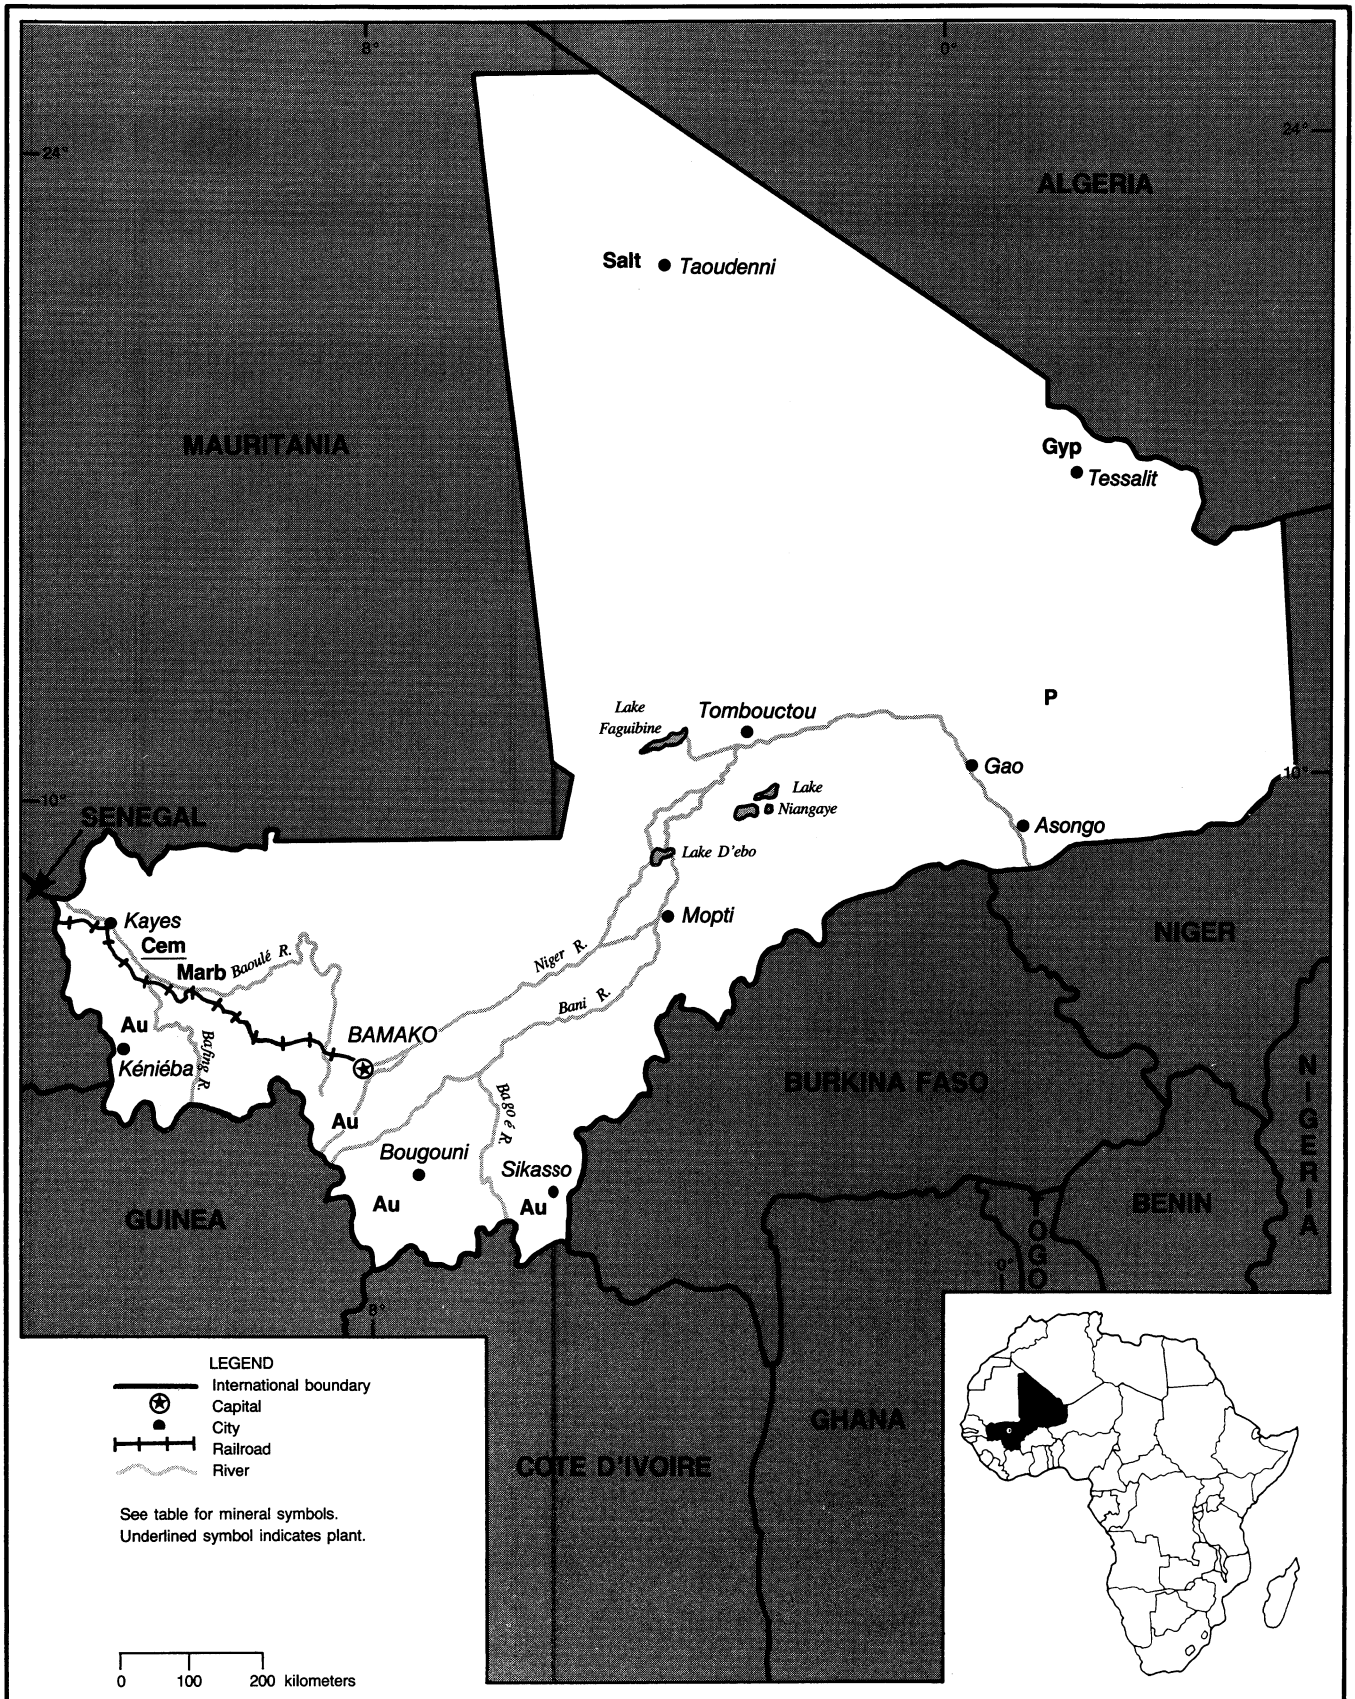 8°
0°
24°
24°
ALGERIA
Salt
Taoudenni
MAURITANIA
Gyp
Tessalit
P
Lake
Faguibine
Tombouctou
Gao
Lake
Niangaye
10°
10°
SENEGAL
Asongo
Lake D'ebo
Kayes
Mopti
Cem
Marb
Baoulé R.
Niger R.
NIGER
Bani R.
Au
BAMAKO
Kéniéba
Bafing R.
BURKINA FASO
NIGERIA
Bagoé R.
Au
Bougouni
Sikasso
Au
Au
GUINEA
BENIN
TOGO
0°
8°
LEGEND
International boundary
Capital
City
Railroad
River
GHANA
COTE D'IVOIRE
See table for mineral symbols.
Underlined symbol indicates plant.
0 100 200 kilometers